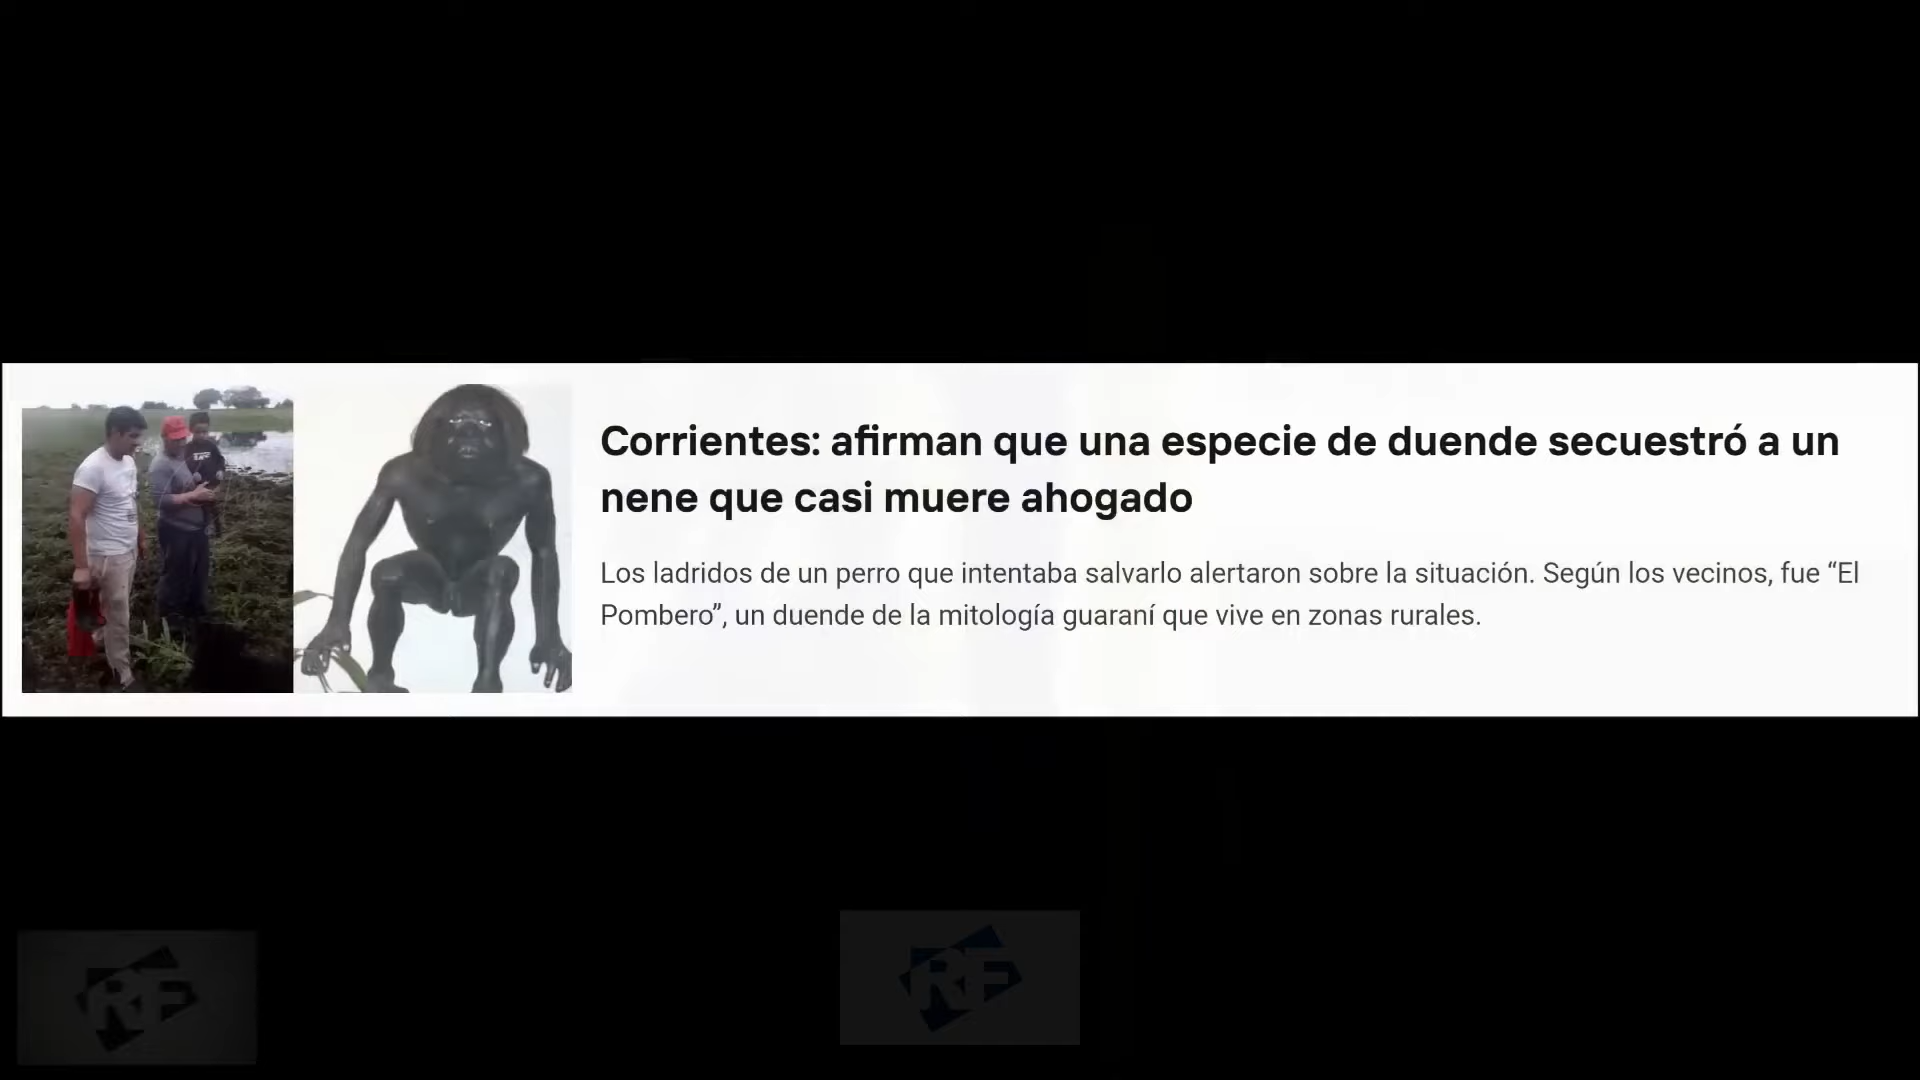 Corrientes: afirman que una especie de duende secuestró a un
nene que casi muere ahogado
Los ladridos de un perro que intentaba salvarlo alertaron sobre la situación. Según los vecinos, fue “El
Pombero”, un duende de la mitología guaraní que vive en zonas rurales.
RF
RF